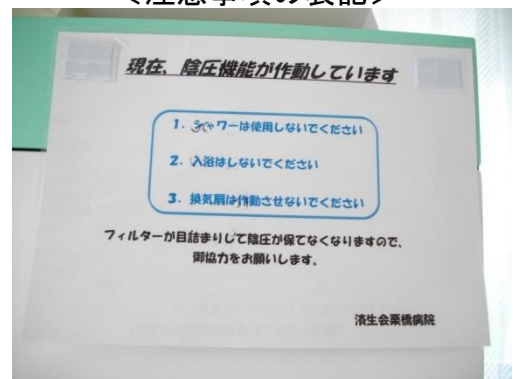 <注意事項の表記>
現在、陰圧機能が作動しています
1. シャワーは使用しないでください
2. 入浴はしないでください
3. 換気扇は作動させないでください
フィルターが目詰まりして陰圧が保てなくなりますので、
御協力をお願いします。
済生会栗橋病院